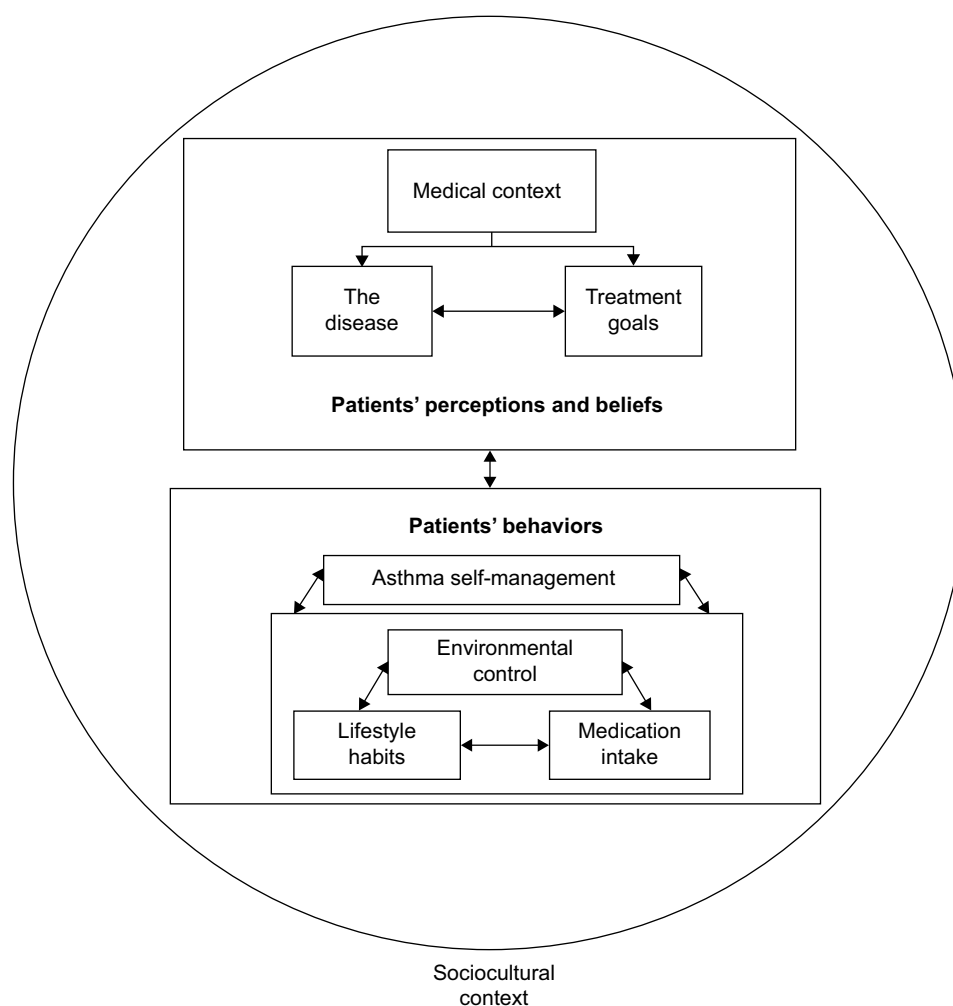 Medical context
The
disease
Treatment
goals
Patients’ perceptions and beliefs
Patients’ behaviors
Asthma self-management
Environmental
control
Lifestyle
habits
Medication
intake
Sociocultural
context